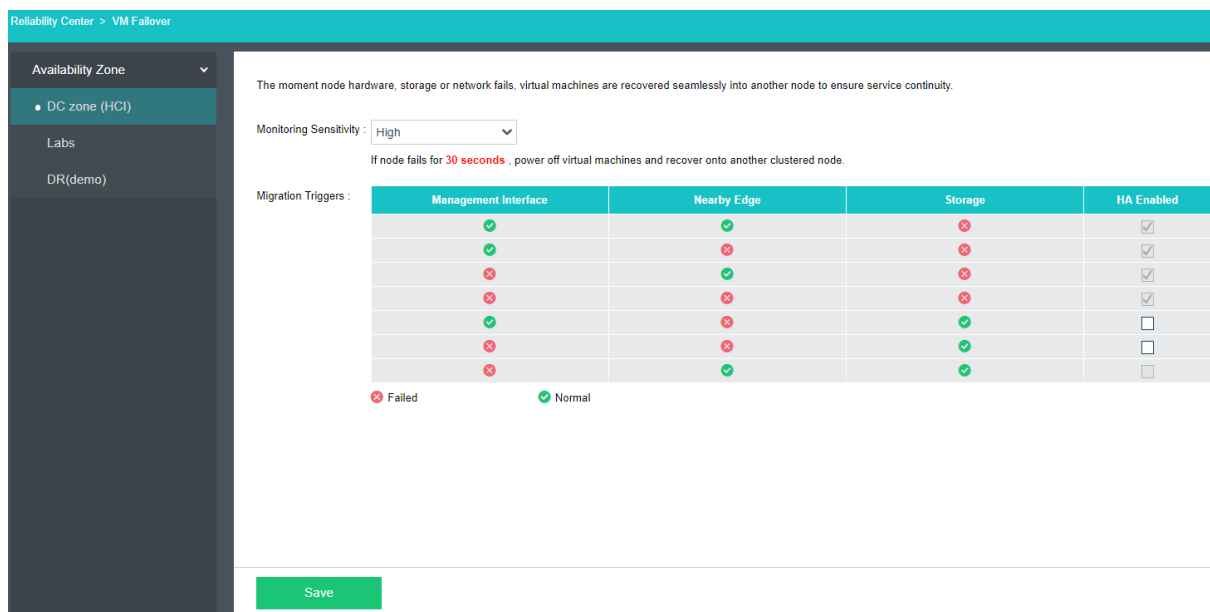 Reliability Center > VM Failover
Availability Zone
DC zone (HCI)
Labs
DR(demo)
The moment node hardware, storage or network fails, virtual machines are recovered seamlessly into another node to ensure service continuity.
Monitoring Sensitivity : High
If node fails for 30 seconds , power off virtual machines and recover onto another clustered node.
Migration Triggers :
Management Interface Nearby Edge Storage HA Enabled
Failed Normal
Save